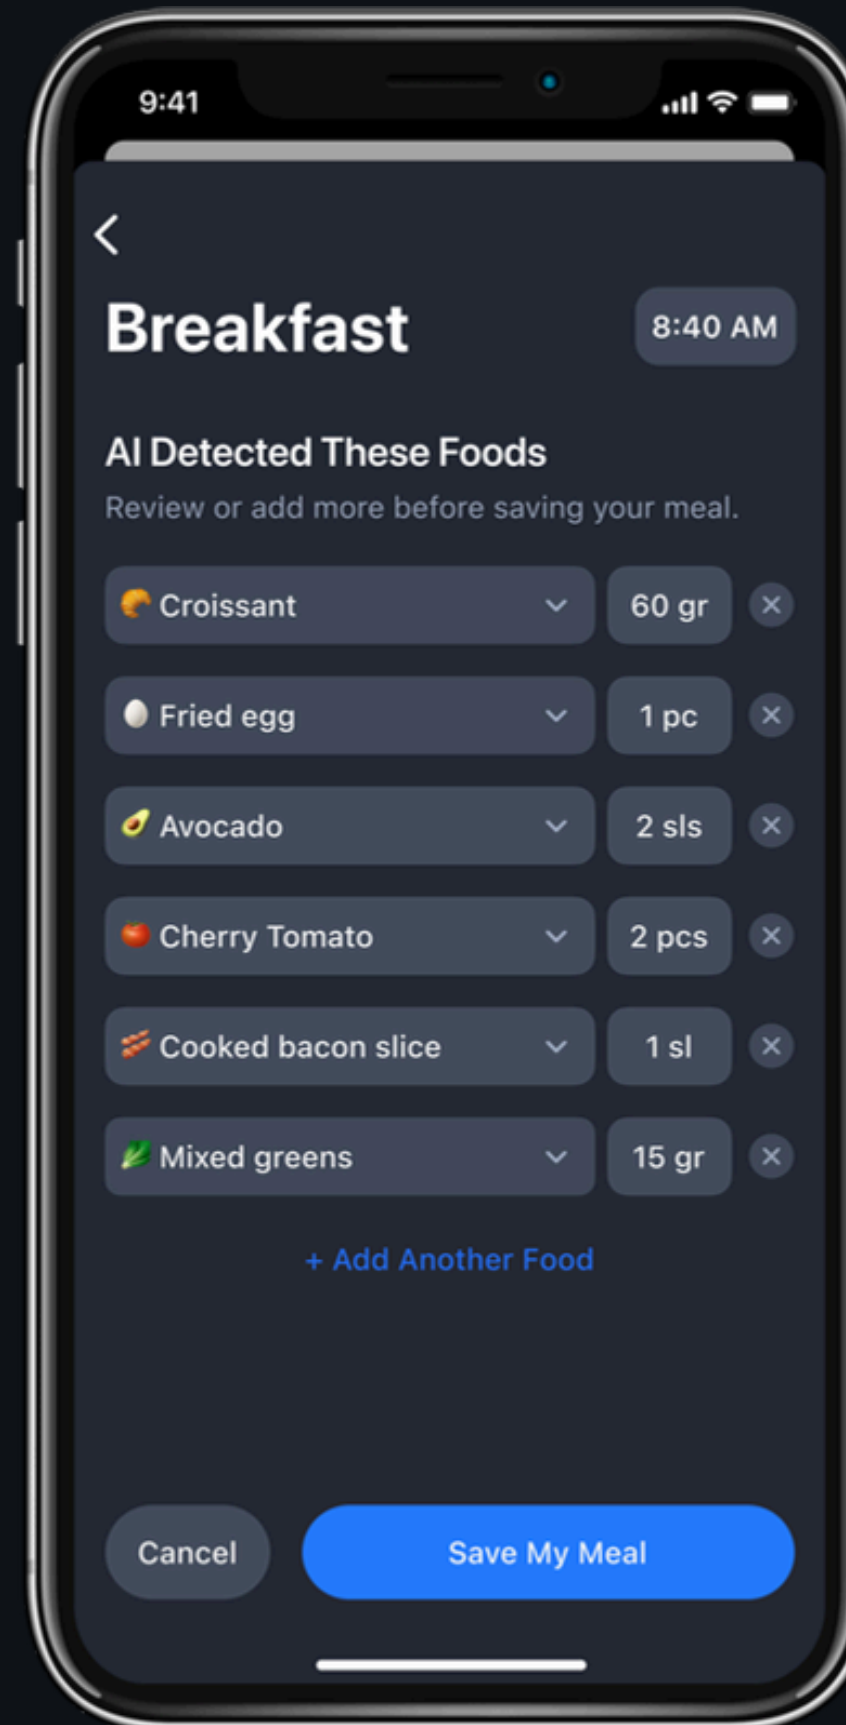 9:41
Breakfast
8:40 AM
AI Detected These Foods
Review or add more before saving your meal.
Croissant
60 gr
Fried egg
1 pc
Avocado
2 sls
Cherry Tomato
2 pcs
Cooked bacon slice
1 sl
Mixed greens
15 gr
+ Add Another Food
Cancel
Save My Meal